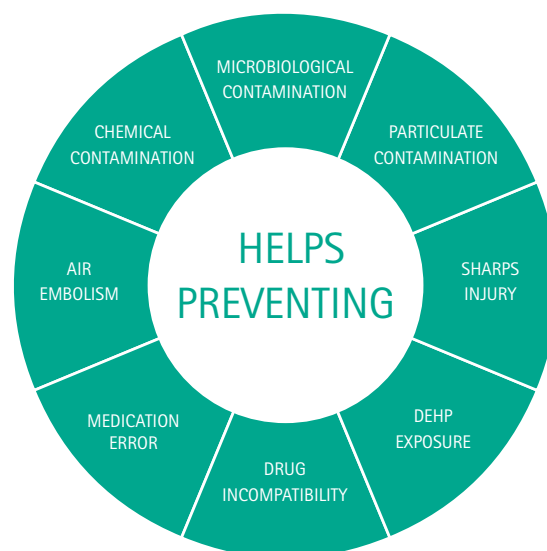 MICROBIOLOGICAL
CONTAMINATION
PARTICULATE
CONTAMINATION
SHARPS
INJURY
DEHP
EXPOSURE
DRUG
INCOMPATIBILITY
MEDICATION
ERROR
AIR
EMBOLISM
CHEMICAL
CONTAMINATION
HELPS
PREVENTING